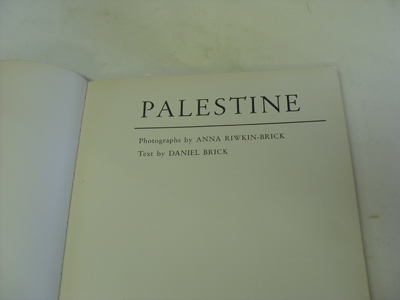 PALESTINE
Photographs by ANNA RIWKIN-BRICK
Text by DANIEL BRICK